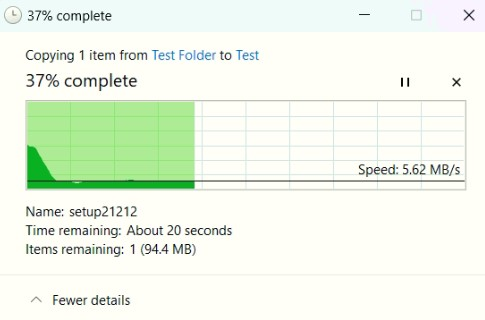 37% complete
Copying 1 item from Test Folder to Test
37% complete
Speed: 5.62 MB/s
Name: setup21212
Time remaining: About 20 seconds
Items remaining: 1 (94.4 MB)
Fewer details